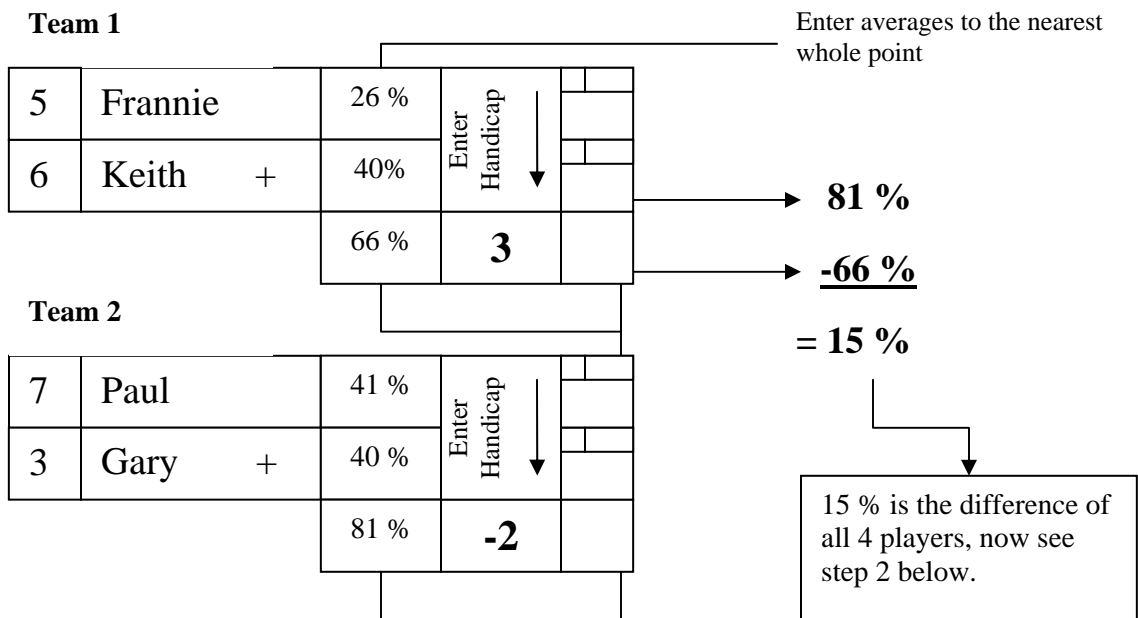 Team 1
Enter averages to the nearest
whole point
5 Frannie 26 %
6 Keith + 40%
Enter
Handicap
66 % 3
81 %
-66 %
= 15 %
Team 2
7 Paul 41 %
3 Gary + 40 %
Enter
Handicap
81 % -2
15 % is the difference of
all 4 players, now see
step 2 below.